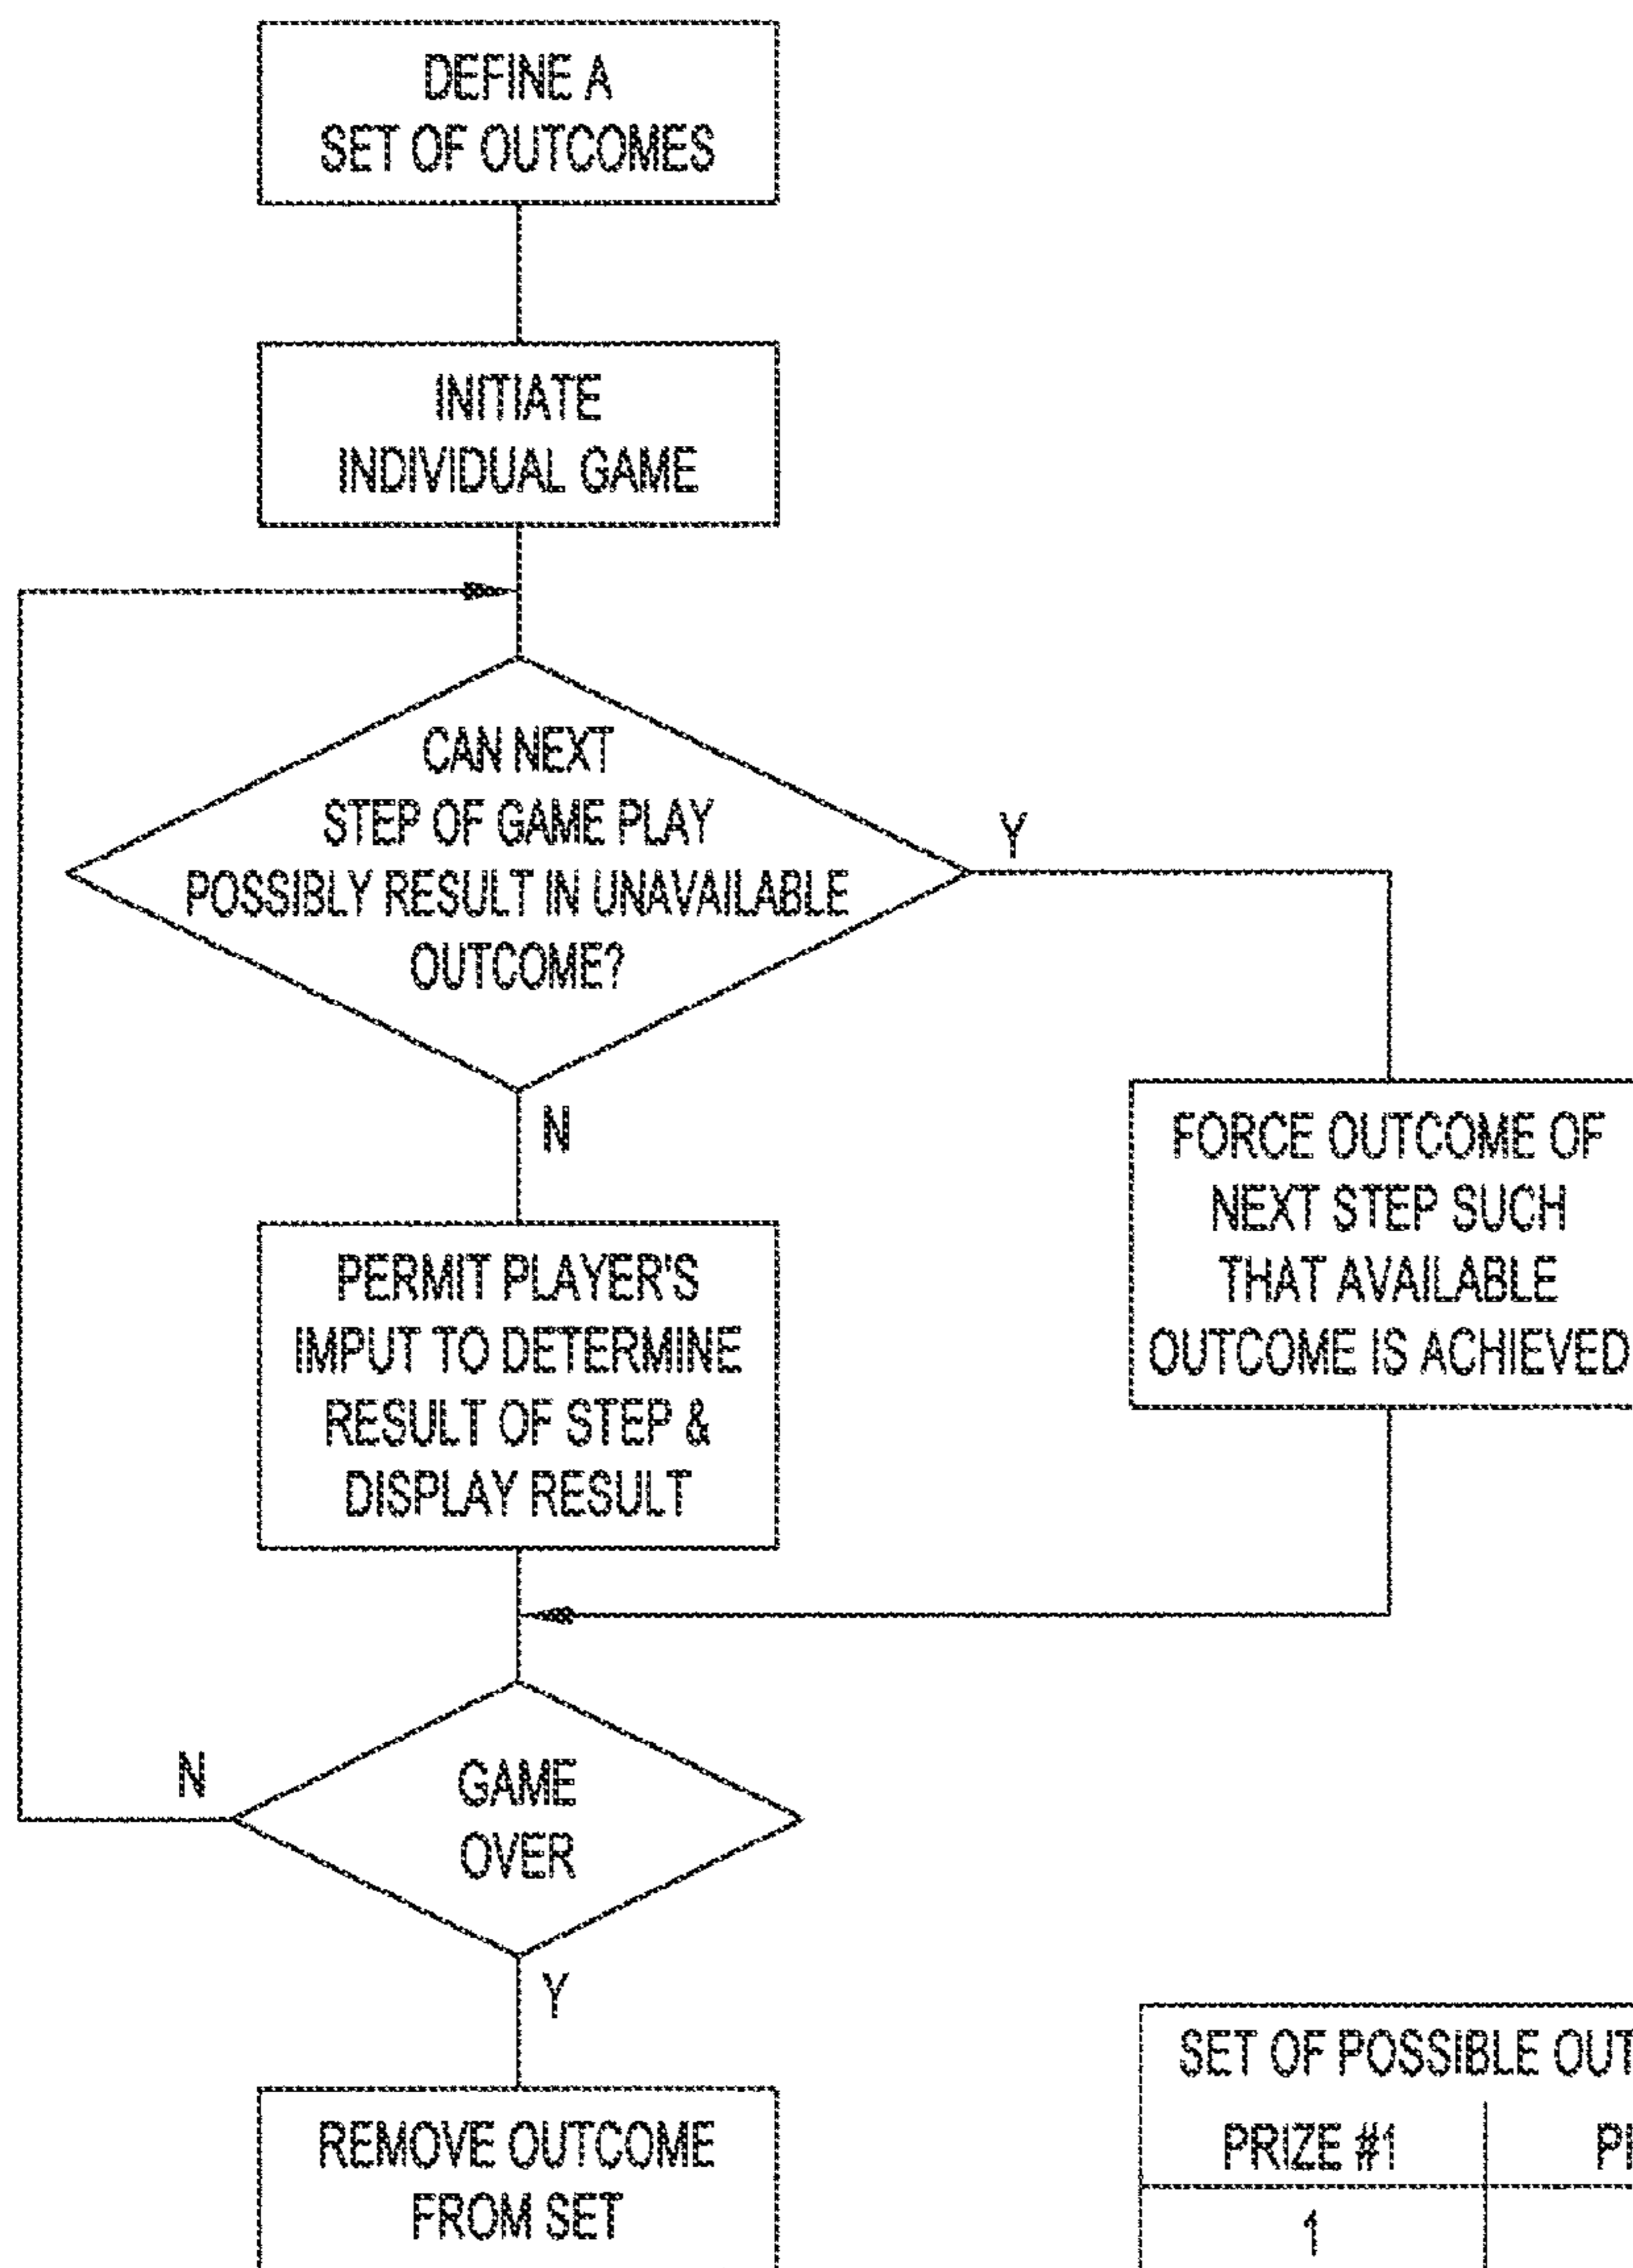 DEFINE A
SET OF OUTCOMES
INITIATE
INDIVIDUAL GAME
CAN NEXT
STEP OF GAME PLAY
POSSIBLY RESULT IN UNAVAILABLE
OUTCOME?
Y
N
FORCE OUTCOME OF
NEXT STEP SUCH
THAT AVAILABLE
OUTCOME IS ACHIEVED
PERMIT PLAYER'S
IMPUT TO DETERMINE
RESULT OF STEP &
DISPLAY RESULT
N
GAME
OVER
Y
REMOVE OUTCOME
FROM SET
SET OF POSSIBLE
PRIZE #1
1